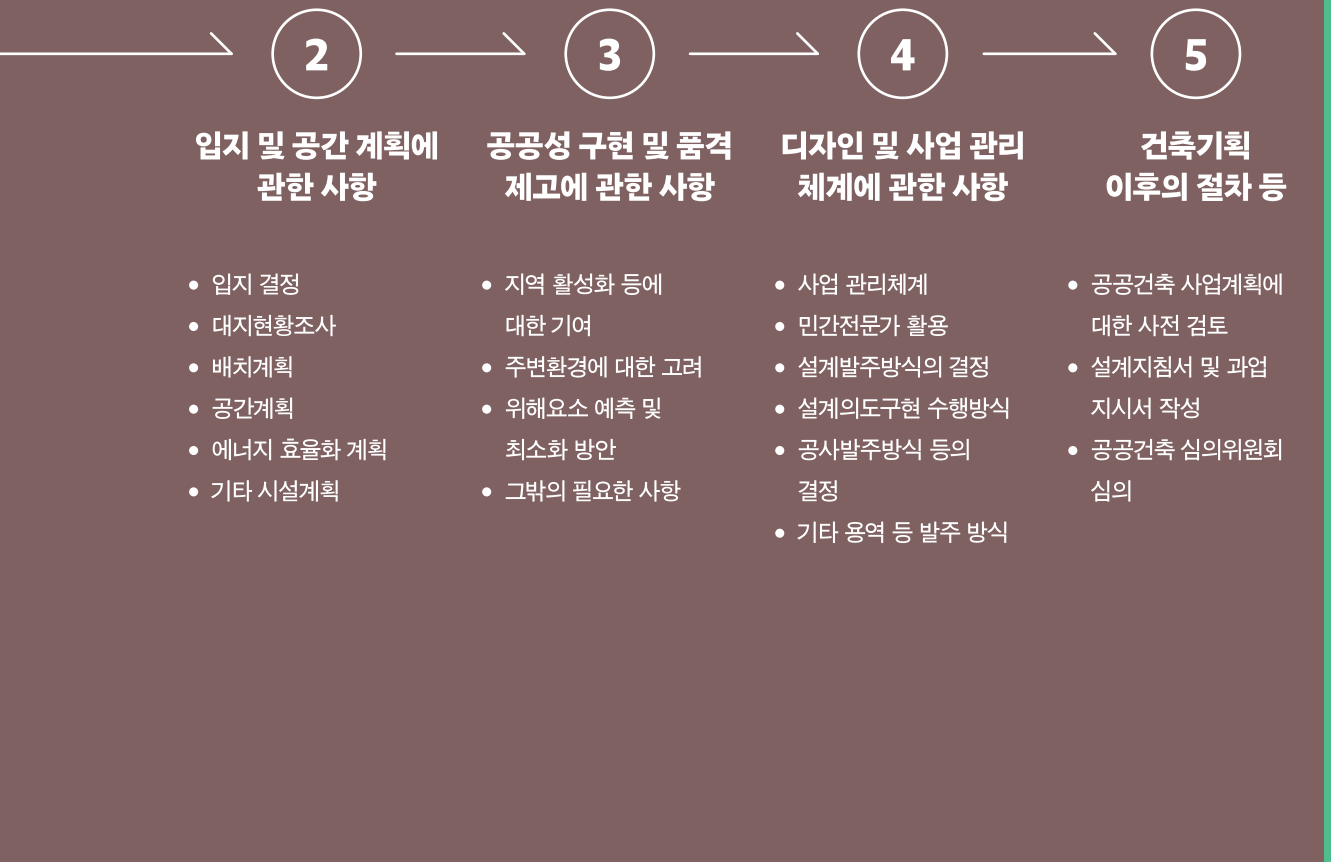 2
입지 및 공간 계획에
관한 사항
• 입지 결정
• 대지현황조사
• 배치계획
• 공간계획
• 에너지 효율화 계획
• 기타 시설계획
3
공공성 구현 및 품격
제고에 관한 사항
• 지역 활성화 등에
대한 기여
• 주변환경에 대한 고려
• 위해요소 예측 및
최소화 방안
• 그밖의 필요한 사항
4
디자인 및 사업 관리
체계에 관한 사항
• 사업 관리체계
• 민간전문가 활용
• 설계발주방식의 결정
• 설계의도구현 수행방식
• 공사발주방식 등의
결정
• 기타 용역 등 발주 방식
5
건축기획
이후의 절차 등
• 공공건축 사업계획에
대한 사전 검토
• 설계지침서 및 과업
지시서 작성
• 공공건축 심의위원회
심의